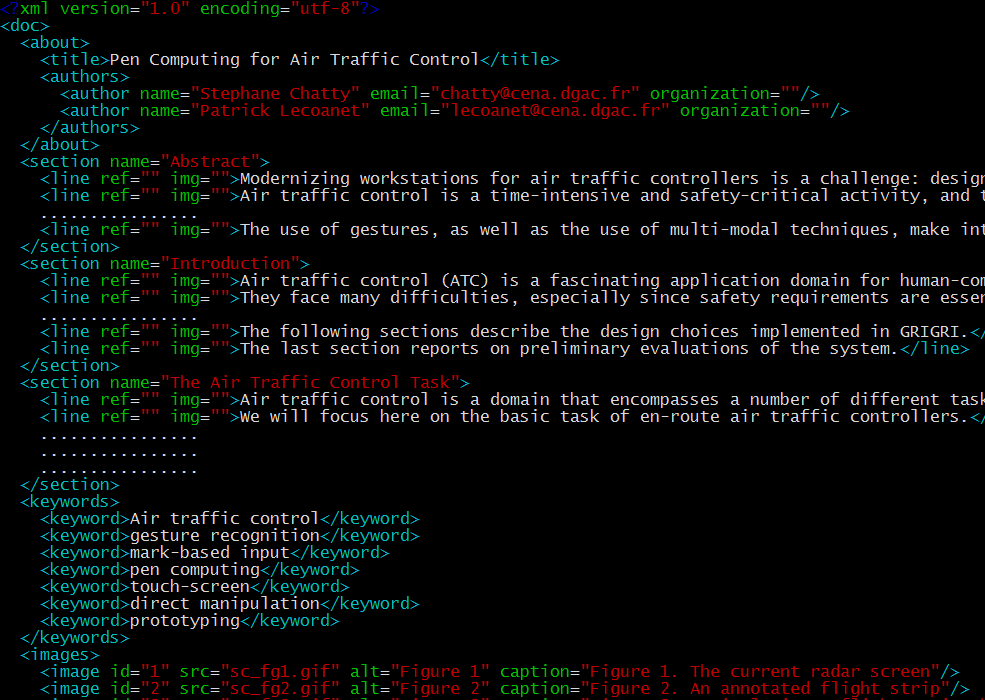 <?xml version="1.0" encoding="utf-8"?>
<doc>
  <about>
    <title>Pen Computing for Air Traffic Control</title>
    <authors>
      <author name="Stephane Chatty" email="chatty@cena.dgac.fr" organization=""/>
      <author name="Patrick Lecoanet" email="lecoanet@cena.dgac.fr" organization=""/>
    </authors>
  </about>
  <section name="Abstract">
    <line ref="" img="">Modernizing workstations for air traffic controllers is a challenge: design
    <line ref="" img="">Air traffic control is a time-intensive and safety-critical activity, and t
    ................
    <line ref="" img="">The use of gestures, as well as the use of multi-modal techniques, make int
  </section>
  <section name="Introduction">
    <line ref="" img="">Air traffic control (ATC) is a fascinating application domain for human-com
    <line ref="" img="">They face many difficulties, especially since safety requirements are essen
    ................
    <line ref="" img="">The following sections describe the design choices implemented in GRIGRI.</
    <line ref="" img="">The last section reports on preliminary evaluations of the system.</line>
  </section>
  <section name="The Air Traffic Control Task">
    <line ref="" img="">Air traffic control is a domain that encompasses a number of different task
    <line ref="" img="">We will focus here on the basic task of en-route air traffic controllers.</
    ................
    ................
    ................
  </section>
  <keywords>
    <keyword>Air traffic control</keyword>
    <keyword>gesture recognition</keyword>
    <keyword>mark-based input</keyword>
    <keyword>pen computing</keyword>
    <keyword>touch-screen</keyword>
    <keyword>direct manipulation</keyword>
    <keyword>prototyping</keyword>
  </keywords>
  <images>
    <image id="1" src="sc_fg1.gif" alt="Figure 1" caption="Figure 1. The current radar screen"/>
    <image id="2" src="sc_fg2.gif" alt="Figure 2" caption="Figure 2. An annotated flight strip"/>